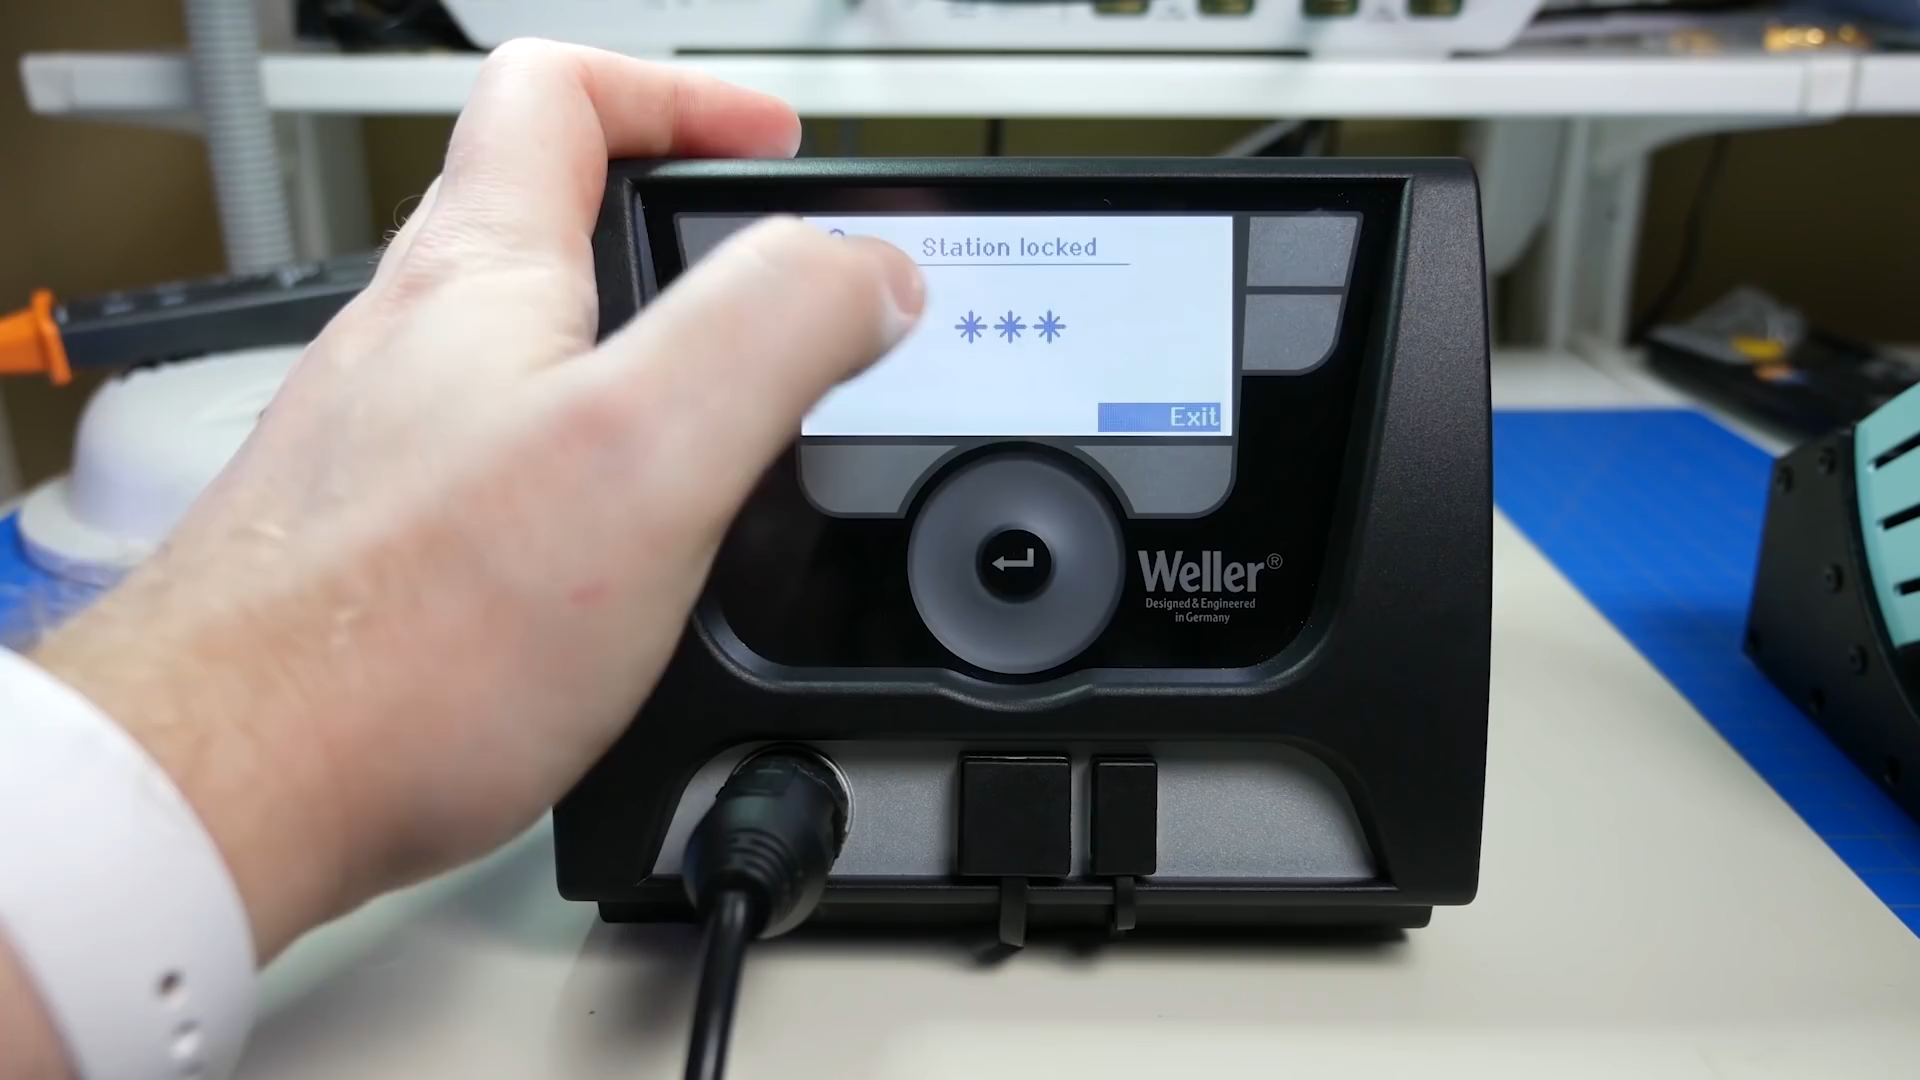 Station locked
***
Exit
Weller®
Designed & Engineered
in Germany